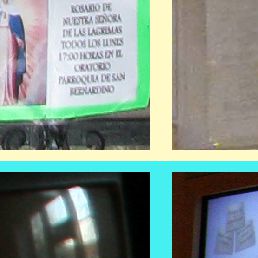 ROSARIO DE
NUESTRA SEÑORA
DE LAS LAGRIMAS
TODOS LOS LUNES
17:00 HORAS EN EL
ORATORIO
PARROQUIA DE SAN
BERNARDINO